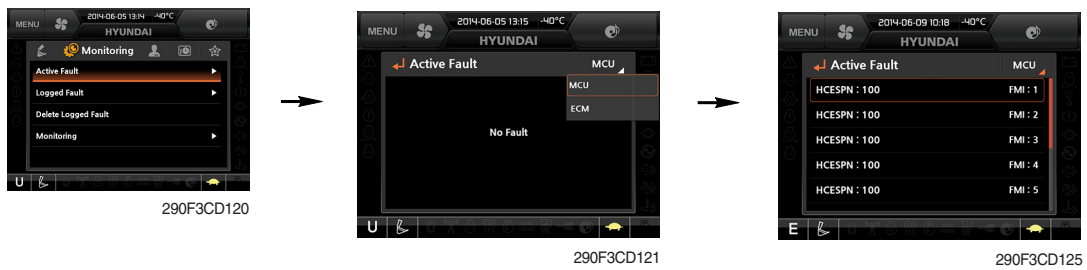 MENU
2014-06-05 13:14 -40°C
HYUNDAI
Monitoring
Active Fault
Logged Fault
Delete Logged Fault
Monitoring
U
290F3CD120
MENU
2014-06-05 13:15 -40°C
HYUNDAI
Active Fault MCU
MCU
ECM
No Fault
U
290F3CD121
MENU
2014-06-09 10:18 -40°C
HYUNDAI
Active Fault MCU
HCESPN : 100 FMI : 1
HCESPN : 100 FMI : 2
HCESPN : 100 FMI : 3
HCESPN : 100 FMI : 4
HCESPN : 100 FMI : 5
E
290F3CD125